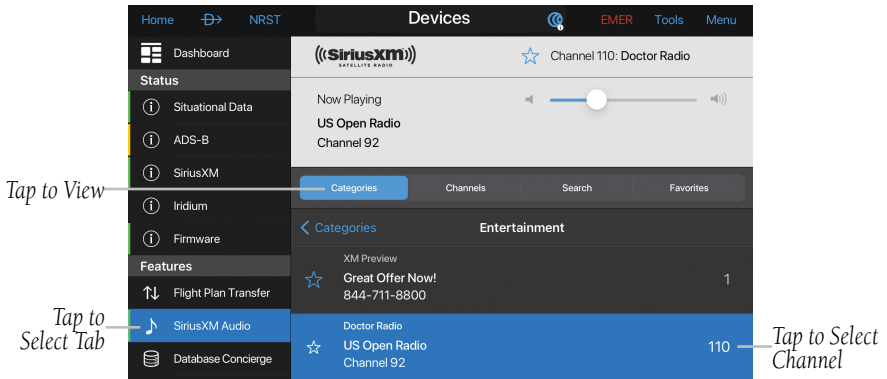 Home
NRST
Devices
EMER
Tools
Menu
Dashboard
Status
Situational Data
ADS-B
SiriusXM
Iridium
Firmware
Features
Flight Plan Transfer
SiriusXM Audio
Database Concierge
((SiriusXM))
SATELLITE RADIO
Channel 110: Doctor Radio
Now Playing
US Open Radio
Channel 92
Categories
Channels
Search
Favorites
Categories
Entertainment
XM Preview
Great Offer Now!
844-711-8800
1
Doctor Radio
US Open Radio
Channel 92
110
Tap to View
Tap to
Select Tab
Tap to Select
Channel